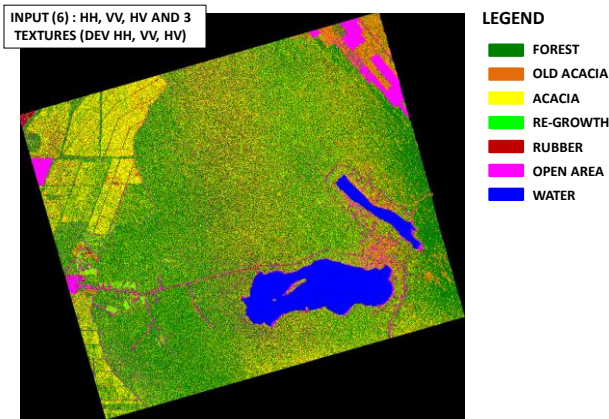 INPUT (6) : HH, VV, HV AND 3
TEXTURES (DEV HH, VV, HV)
LEGEND
FOREST
OLD ACACIA
ACACIA
RE-GROWTH
RUBBER
OPEN AREA
WATER